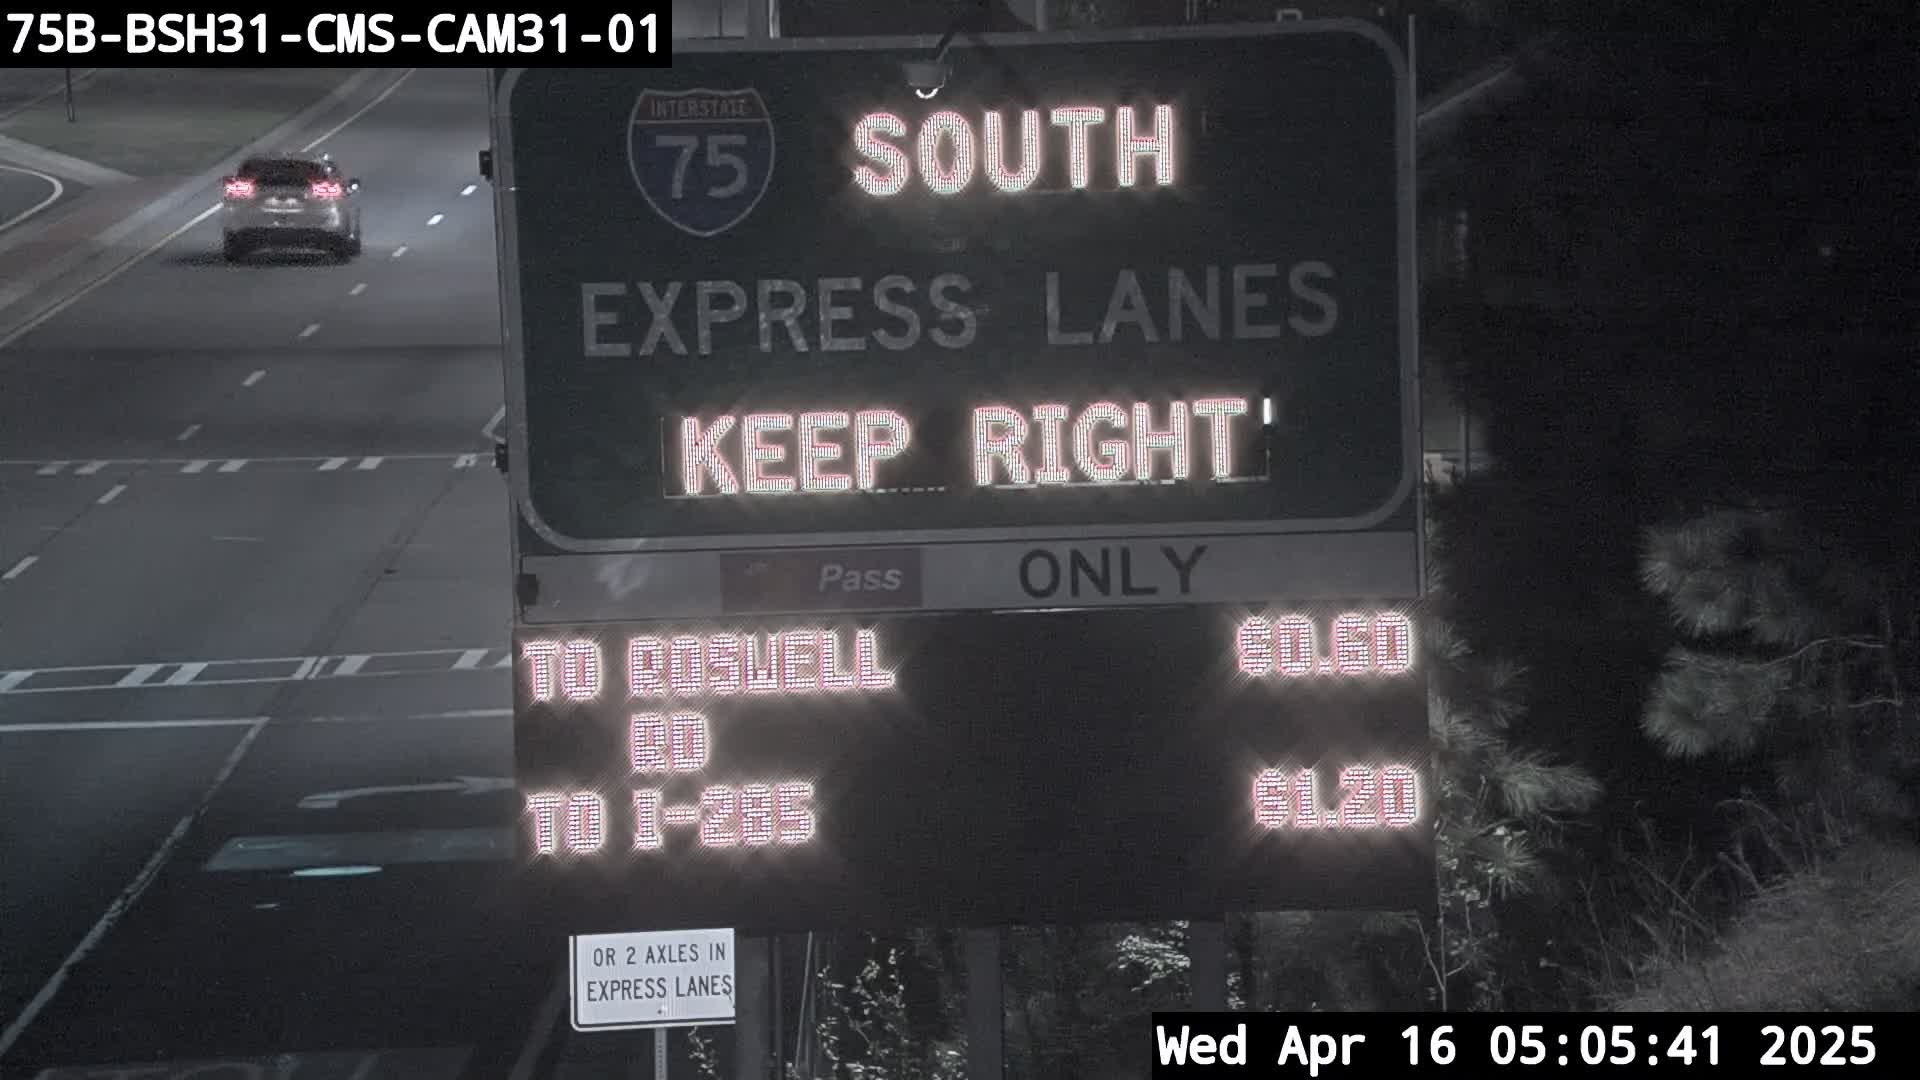 75B-BSH31-CMS-CAM31-01
INTERSTATE
75
SOUTH
EXPRESS LANES
KEEP RIGHT
Pass ONLY
TO ROSWELL $0.60
RD
TO I-285 $1.20
OR 2 AXLES IN
EXPRESS LANES
Wed Apr 16 05:05:41 2025